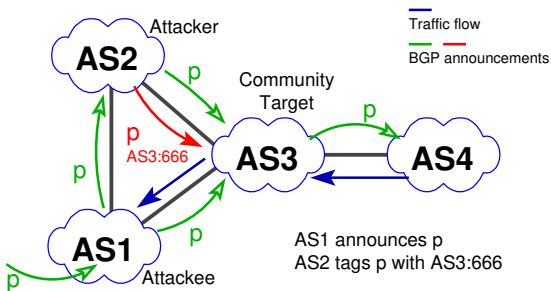 Attacker
AS2
Traffic flow
BGP announcements
p
Community
Target
p
p
AS3:666
p
AS3
AS4
p
p
AS1
Attackee
p
AS1 announces p
AS2 tags p with AS3:666